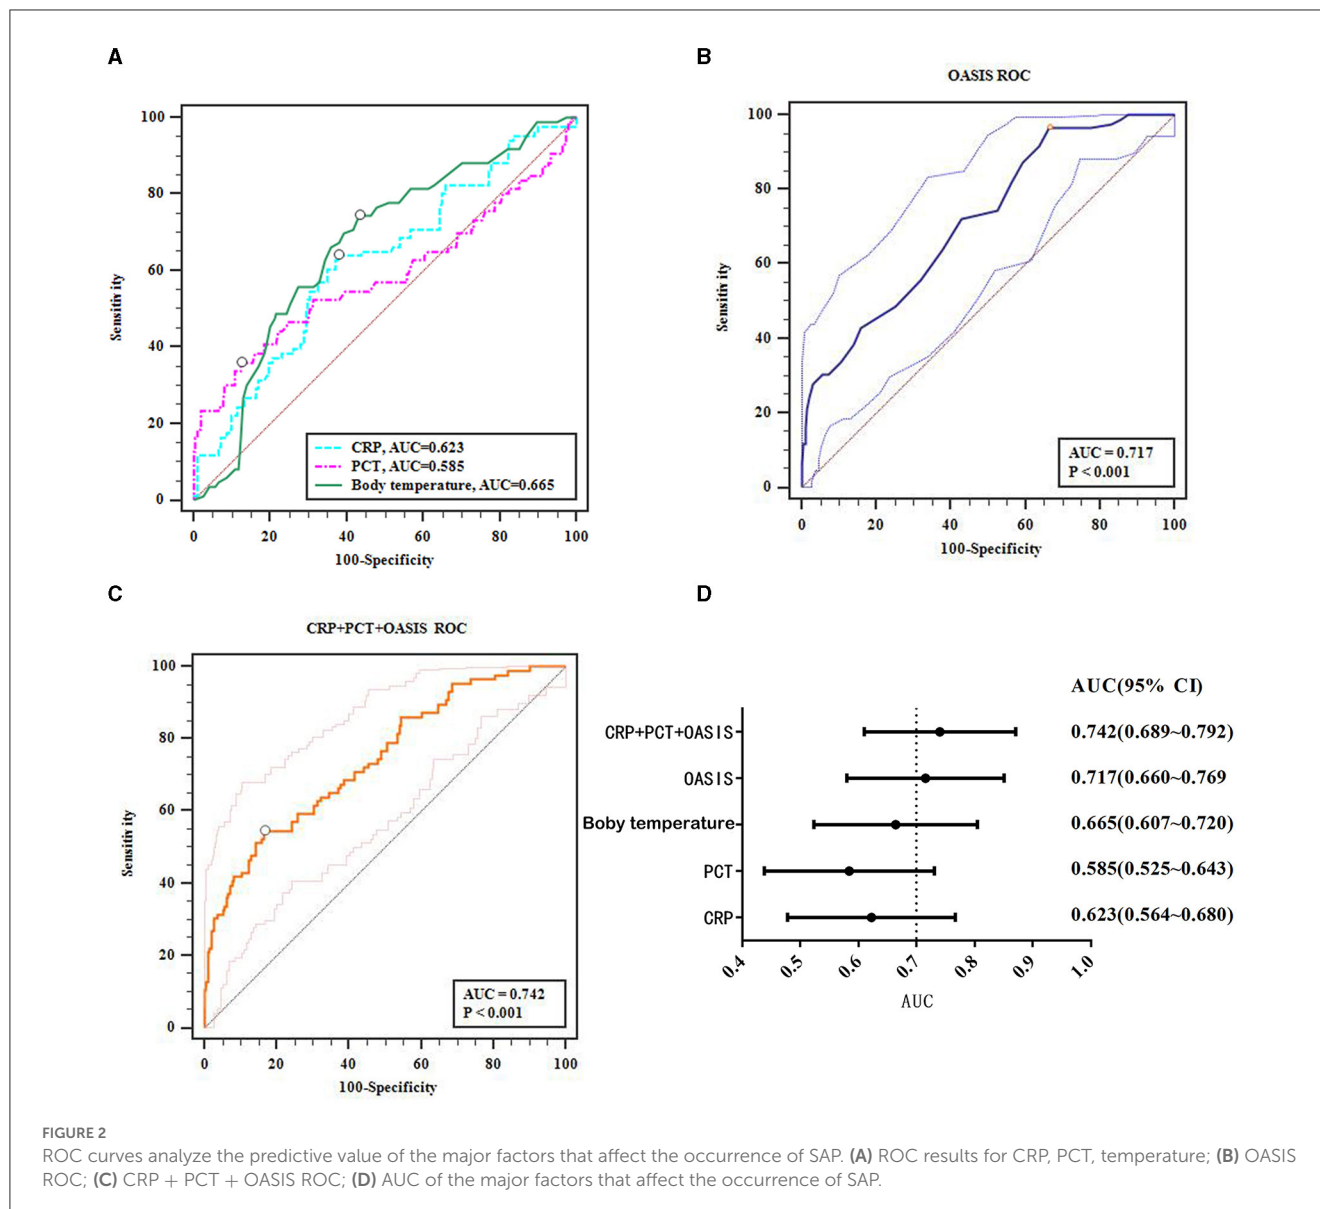 A
100
80
60
40
20
0
Sensitivity
CRP, AUC=0.623
PCT, AUC=0.585
Body temperature, AUC=0.665
0 20 40 60 80 100
100-Specificity
B
OASIS ROC
100
80
60
40
20
0
Sensitivity
AUC = 0.717
P < 0.001
0 20 40 60 80 100
100-Specificity
C
CRP+PCT+OASIS ROC
100
80
60
40
20
0
Sensitivity
AUC = 0.742
P < 0.001
0 20 40 60 80 100
100-Specificity
D
AUC(95% CI)
CRP+PCT+OASIS 0.742(0.689~0.792)
OASIS 0.717(0.660~0.769
Boby temperature 0.665(0.607~0.720)
PCT 0.585(0.525~0.643)
CRP 0.623(0.564~0.680)
0.4 0.5 0.6 0.7 0.8 0.9 1.0
AUC
FIGURE 2
ROC curves analyze the predictive value of the major factors that affect the occurrence of SAP. (A) ROC results for CRP, PCT, temperature; (B) OASIS
ROC; (C) CRP + PCT + OASIS ROC; (D) AUC of the major factors that affect the occurrence of SAP.